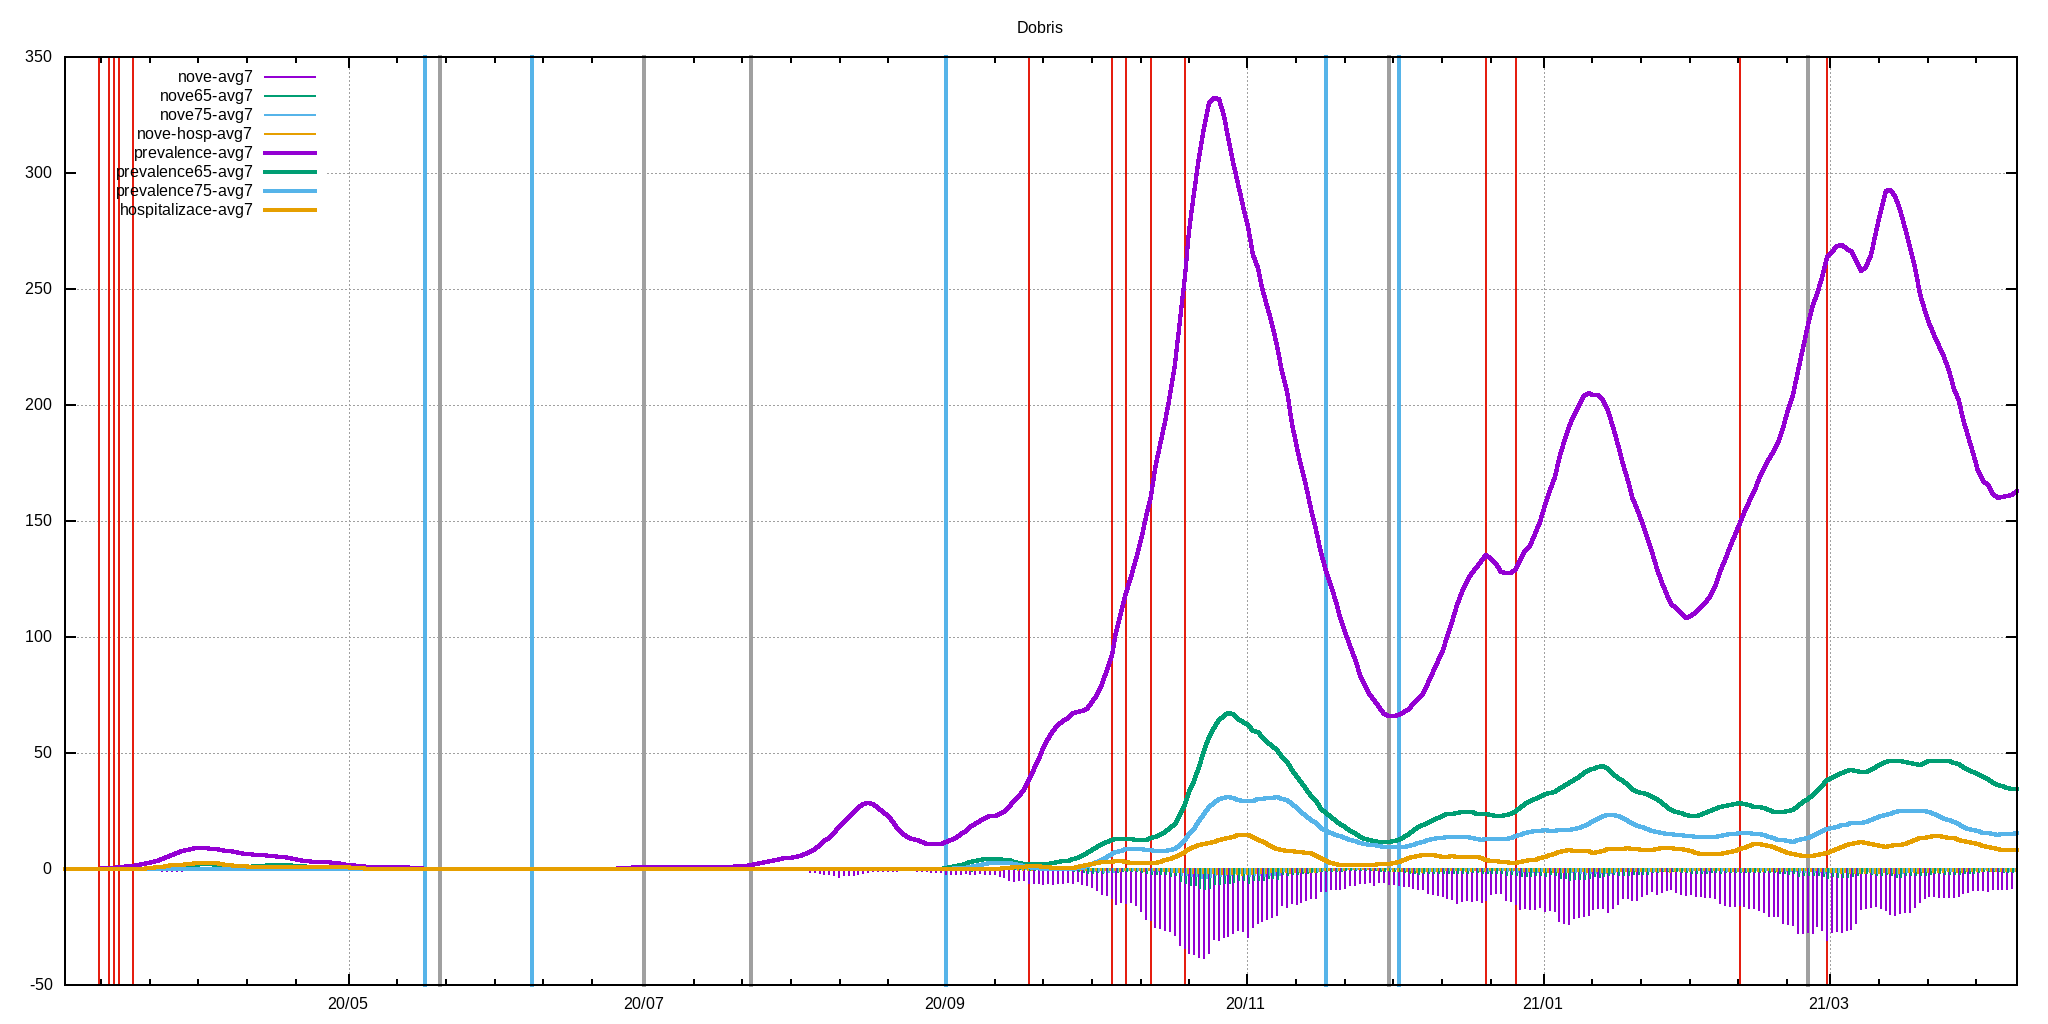 Dobris
350
300
250
200
150
100
50
0
-50
nove-avg7
nove65-avg7
nove75-avg7
nove-hosp-avg7
prevalence-avg7
prevalence65-avg7
prevalence75-avg7
hospitalizace-avg7
20/05
20/07
20/09
20/11
21/01
21/03